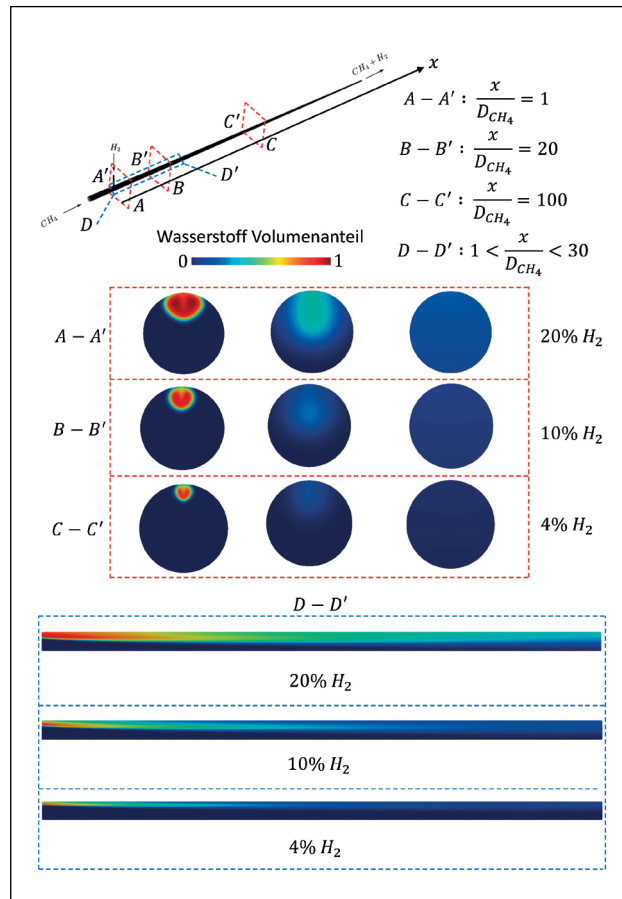 CH₄ + H₂
x
A − A′ : x/D_CH₄ = 1
B − B′ : x/D_CH₄ = 20
C − C′ : x/D_CH₄ = 100
D − D′ : 1 < x/D_CH₄ < 30
C′
C
H₂
B′
A′
D′
B
A
CH₄
D
Wasserstoff Volumenanteil
0 1
A − A′
20% H₂
B − B′
10% H₂
C − C′
4% H₂
D − D′
20% H₂
10% H₂
4% H₂